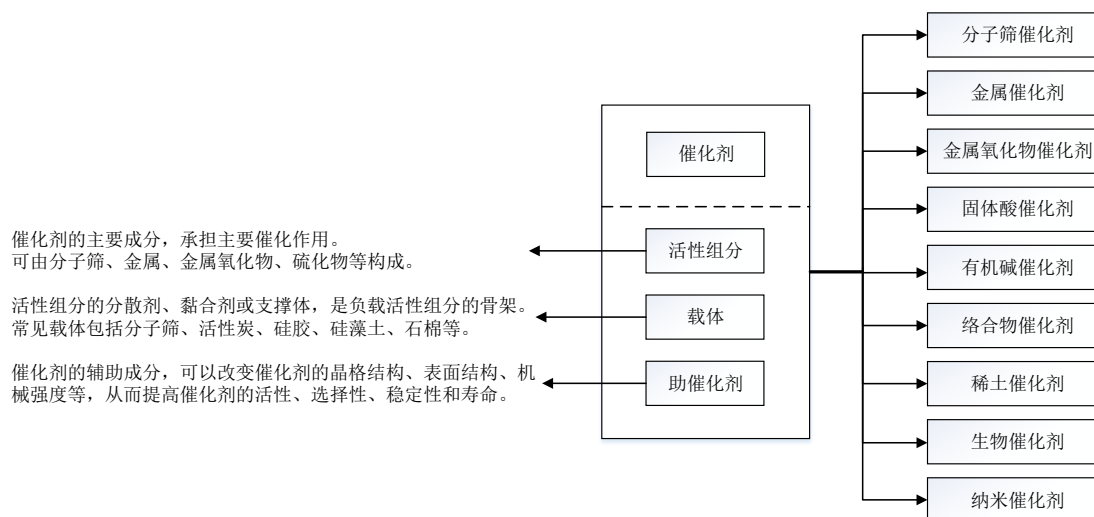 催化剂的主要成分，承担主要催化作用。
可由分子筛、金属、金属氧化物、硫化物等构成。
活性组分的分散剂、黏合剂或支撑体，是负载活性组分的骨架。
常见载体包括分子筛、活性炭、硅胶、硅藻土、石棉等。
催化剂的辅助成分，可以改变催化剂的晶格结构、表面结构、机
械强度等，从而提高催化剂的活性、选择性、稳定性和寿命。
催化剂
活性组分
载体
助催化剂
分子筛催化剂
金属催化剂
金属氧化物催化剂
固体酸催化剂
有机碱催化剂
络合物催化剂
稀土催化剂
生物催化剂
纳米催化剂